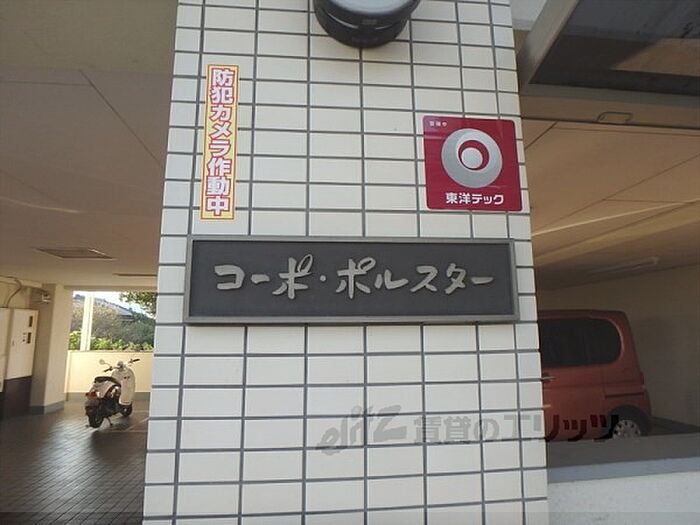 防犯カメラ作動中
警備中
東洋テック
コーポ・ポルスター
elitz 賃貸のエリッツ